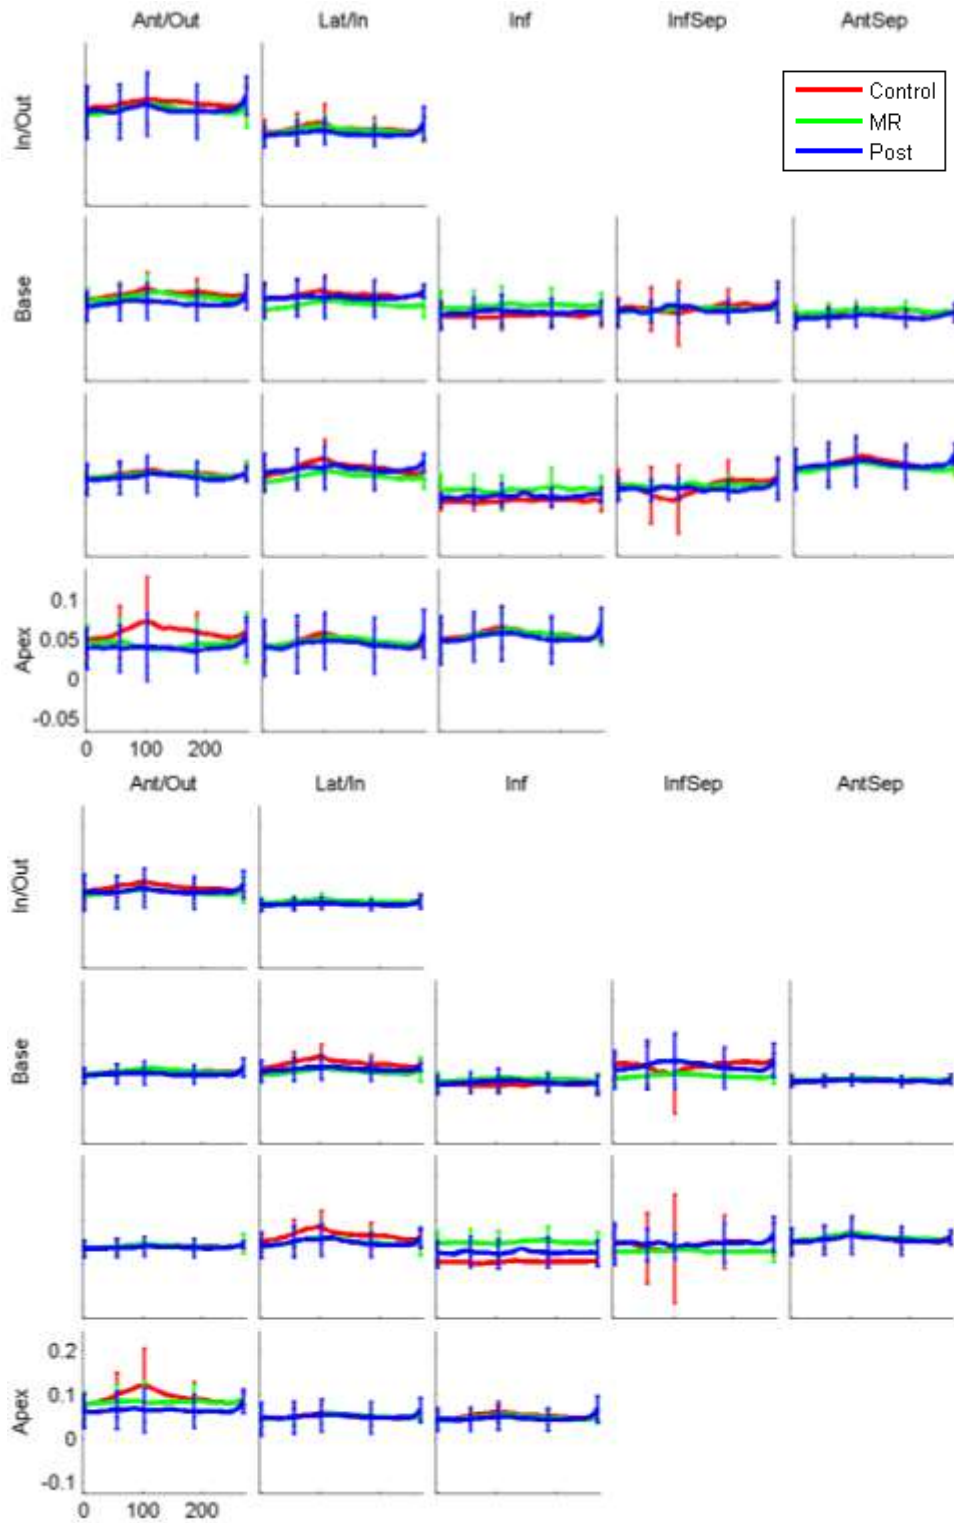 Ant/Out Lat/In Inf InfSep AntSep
In/Out
Control
MR
Post
Base
Apex
0.1
0.05
0
-0.05
0 100 200
Ant/Out Lat/In Inf InfSep AntSep
In/Out
Base
Apex
0.2
0.1
0
-0.1
0 100 200